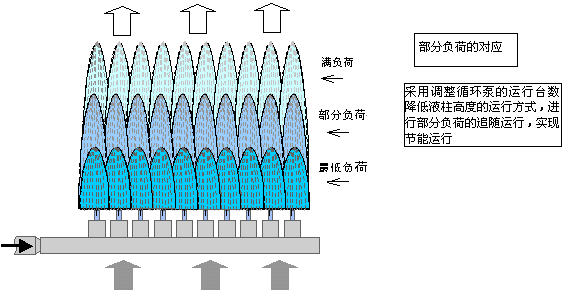 满负荷
部分负荷
最低负荷
部分负荷的对应
采用调整循环泵的运行台数
降低液柱高度的运行方式，进
行部分负荷的追随运行，实现
节能运行